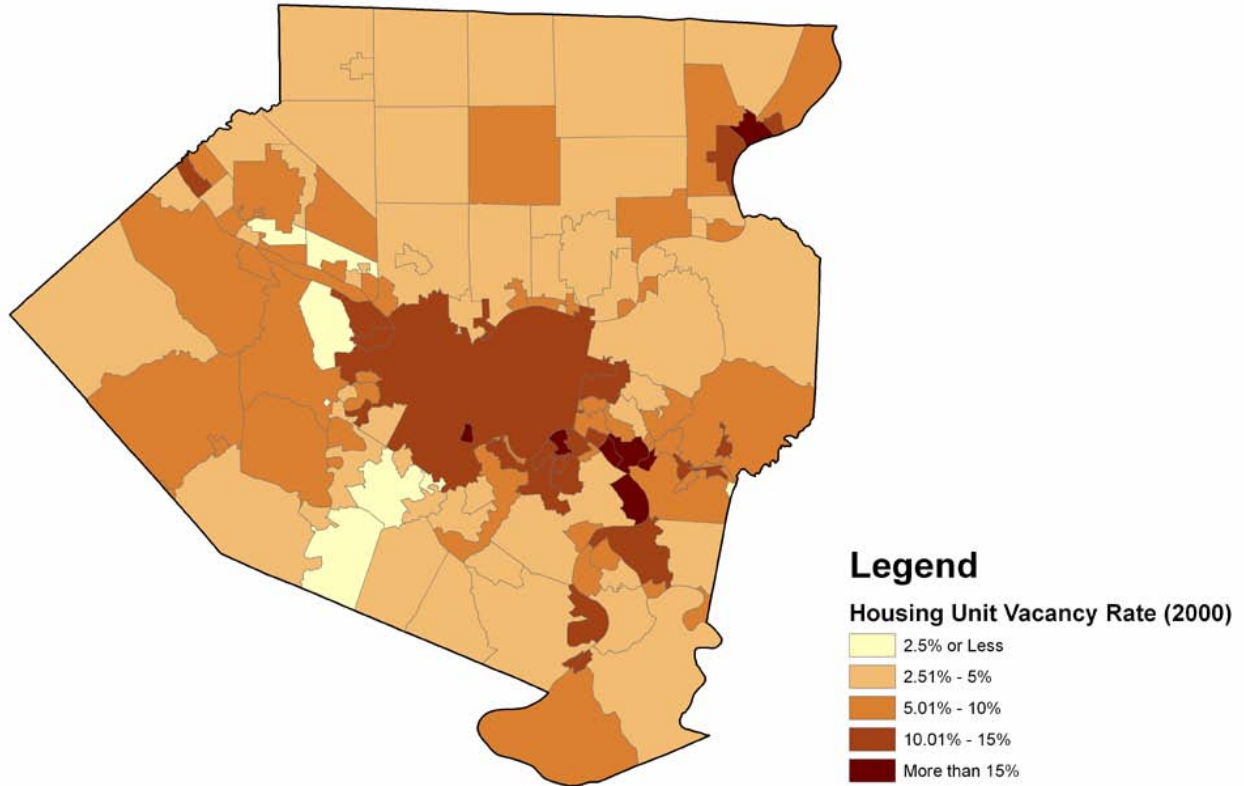 Legend
Housing Unit Vacancy Rate (2000)
2.5% or Less
2.51% - 5%
5.01% - 10%
10.01% - 15%
More than 15%